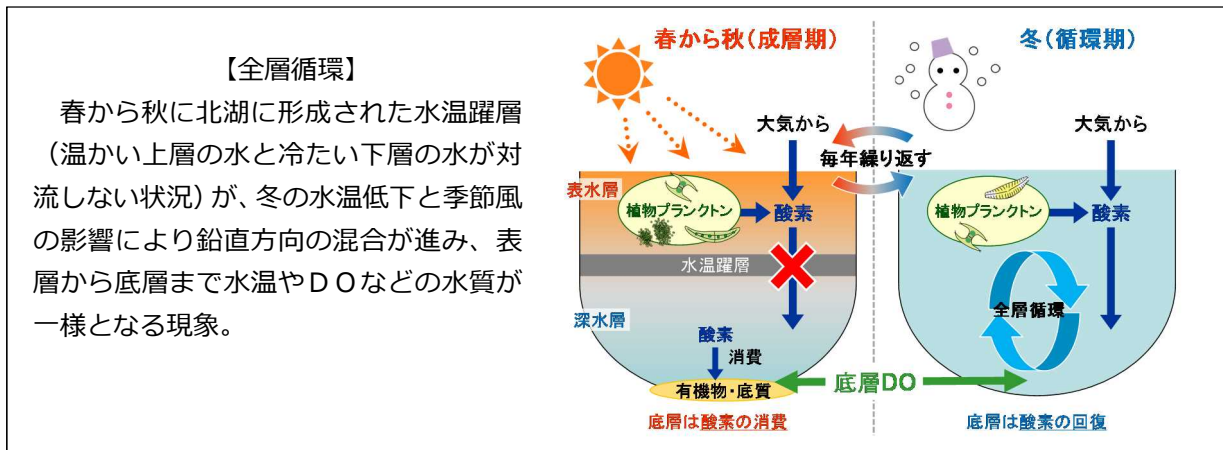 【全層循環】
　春から秋に北湖に形成された水温躍層
（温かい上層の水と冷たい下層の水が対
流しない状況）が、冬の水温低下と季節風
の影響により鉛直方向の混合が進み、表
層から底層まで水温やＤＯなどの水質が
一様となる現象。
春から秋（成層期）
冬（循環期）
大気から
大気から
毎年繰り返す
表水層
植物プランクトン
酸素
植物プランクトン
酸素
水温躍層
深水層
全層循環
酸素
消費
有機物・底質
底層DO
底層は酸素の消費
底層は酸素の回復